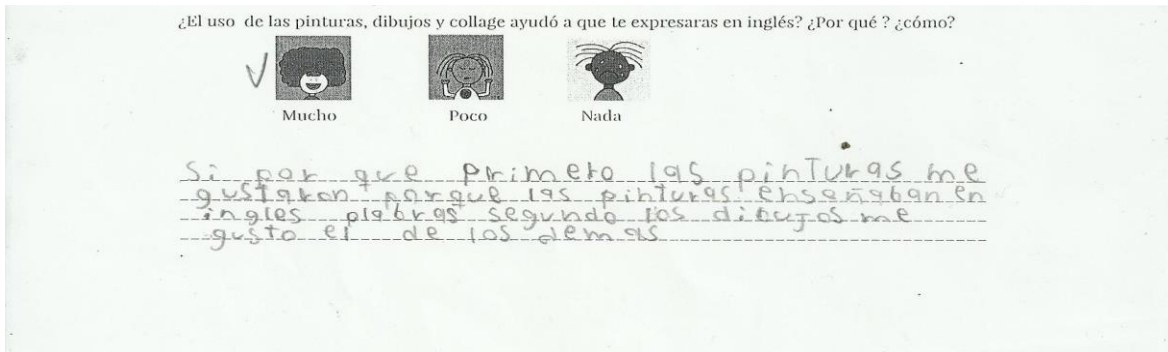 ¿El uso de las pinturas, dibujos y collage ayudó a que te expresaras en inglés? ¿Por qué ? ¿cómo?
Mucho Poco Nada
Si por que primero las pinturas me
gustaron porque las pinturas enseñaban en
ingles plabras segundo los dibujos me
gusto el de los demas